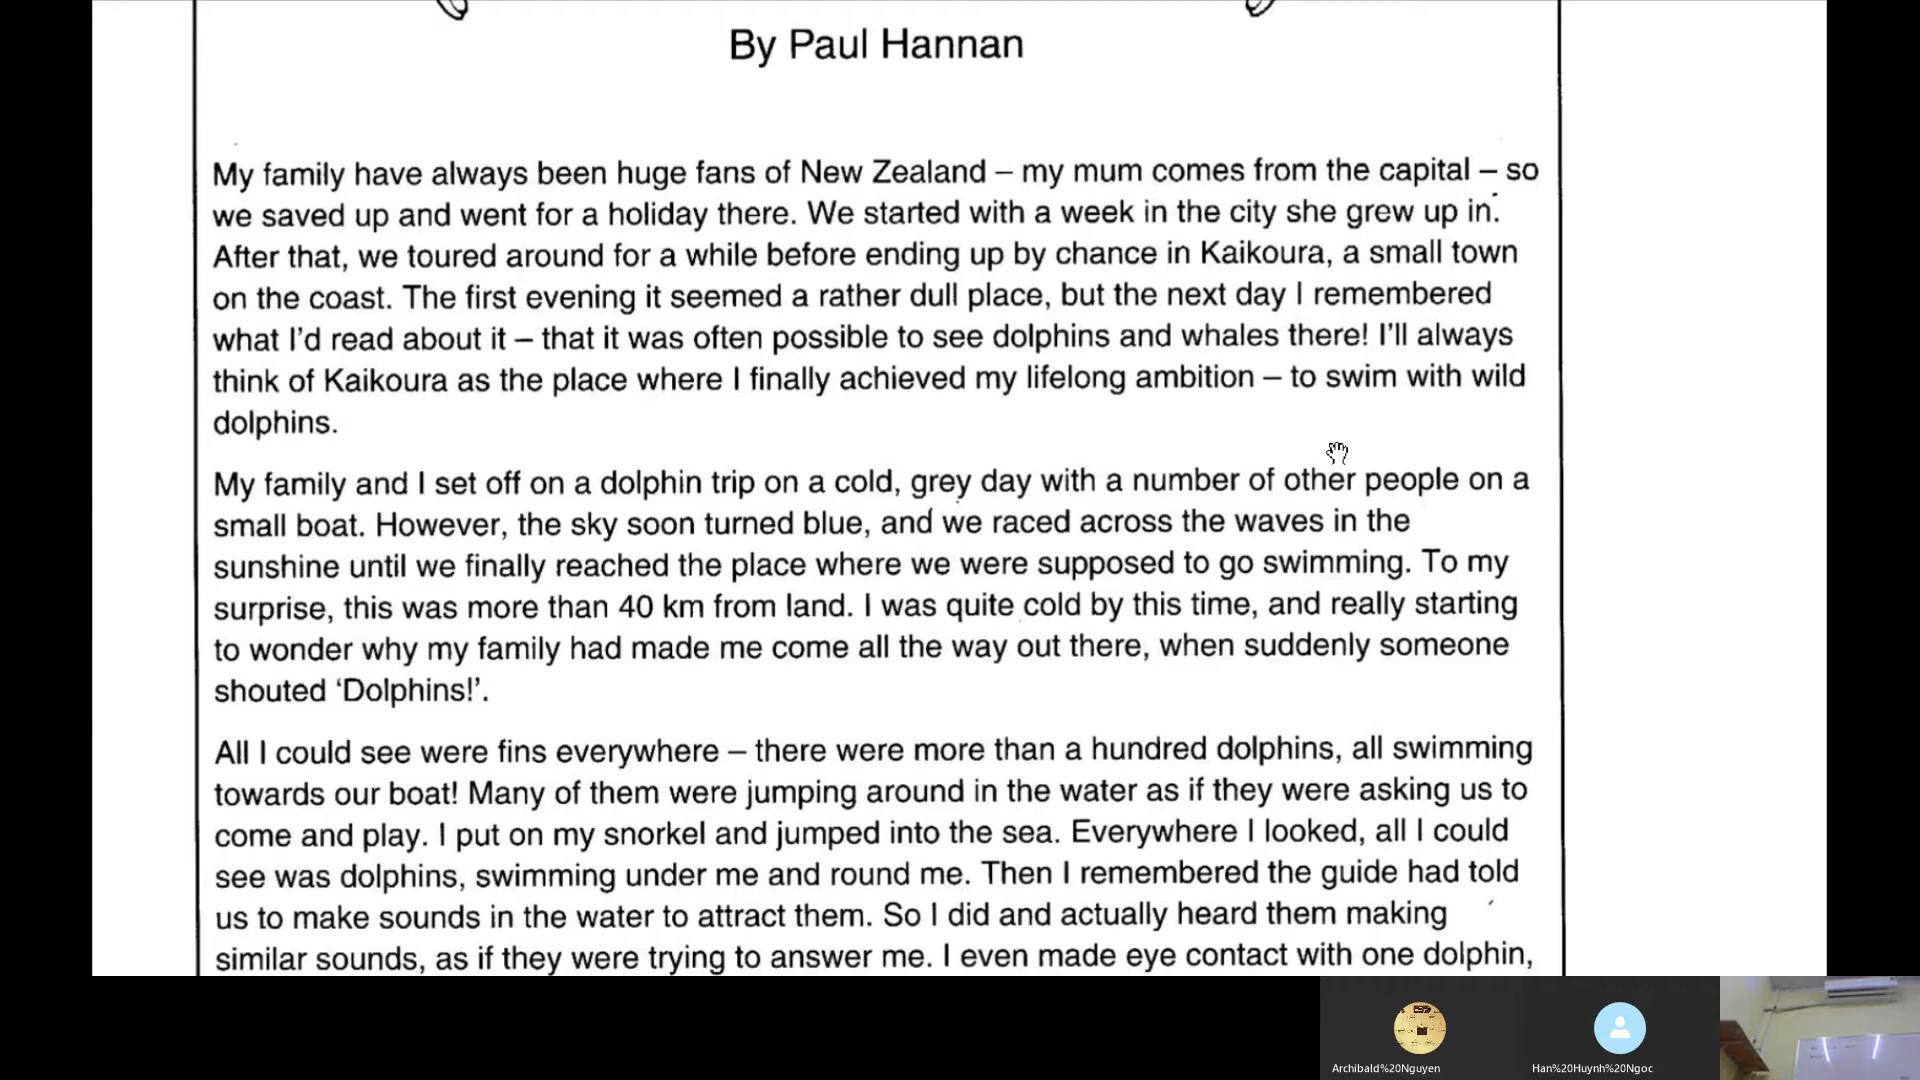 By Paul Hannan
My family have always been huge fans of New Zealand – my mum comes from the capital – so
we saved up and went for a holiday there. We started with a week in the city she grew up in.
After that, we toured around for a while before ending up by chance in Kaikoura, a small town
on the coast. The first evening it seemed a rather dull place, but the next day I remembered
what I'd read about it – that it was often possible to see dolphins and whales there! I'll always
think of Kaikoura as the place where I finally achieved my lifelong ambition – to swim with wild
dolphins.
My family and I set off on a dolphin trip on a cold, grey day with a number of other people on a
small boat. However, the sky soon turned blue, and we raced across the waves in the
sunshine until we finally reached the place where we were supposed to go swimming. To my
surprise, this was more than 40 km from land. I was quite cold by this time, and really starting
to wonder why my family had made me come all the way out there, when suddenly someone
shouted 'Dolphins!'.
All I could see were fins everywhere – there were more than a hundred dolphins, all swimming
towards our boat! Many of them were jumping around in the water as if they were asking us to
come and play. I put on my snorkel and jumped into the sea. Everywhere I looked, all I could
see was dolphins, swimming under me and round me. Then I remembered the guide had told
us to make sounds in the water to attract them. So I did and actually heard them making
similar sounds, as if they were trying to answer me. I even made eye contact with one dolphin,
Archibald%20Nguyen
Han%20Huynh%20Ngoc